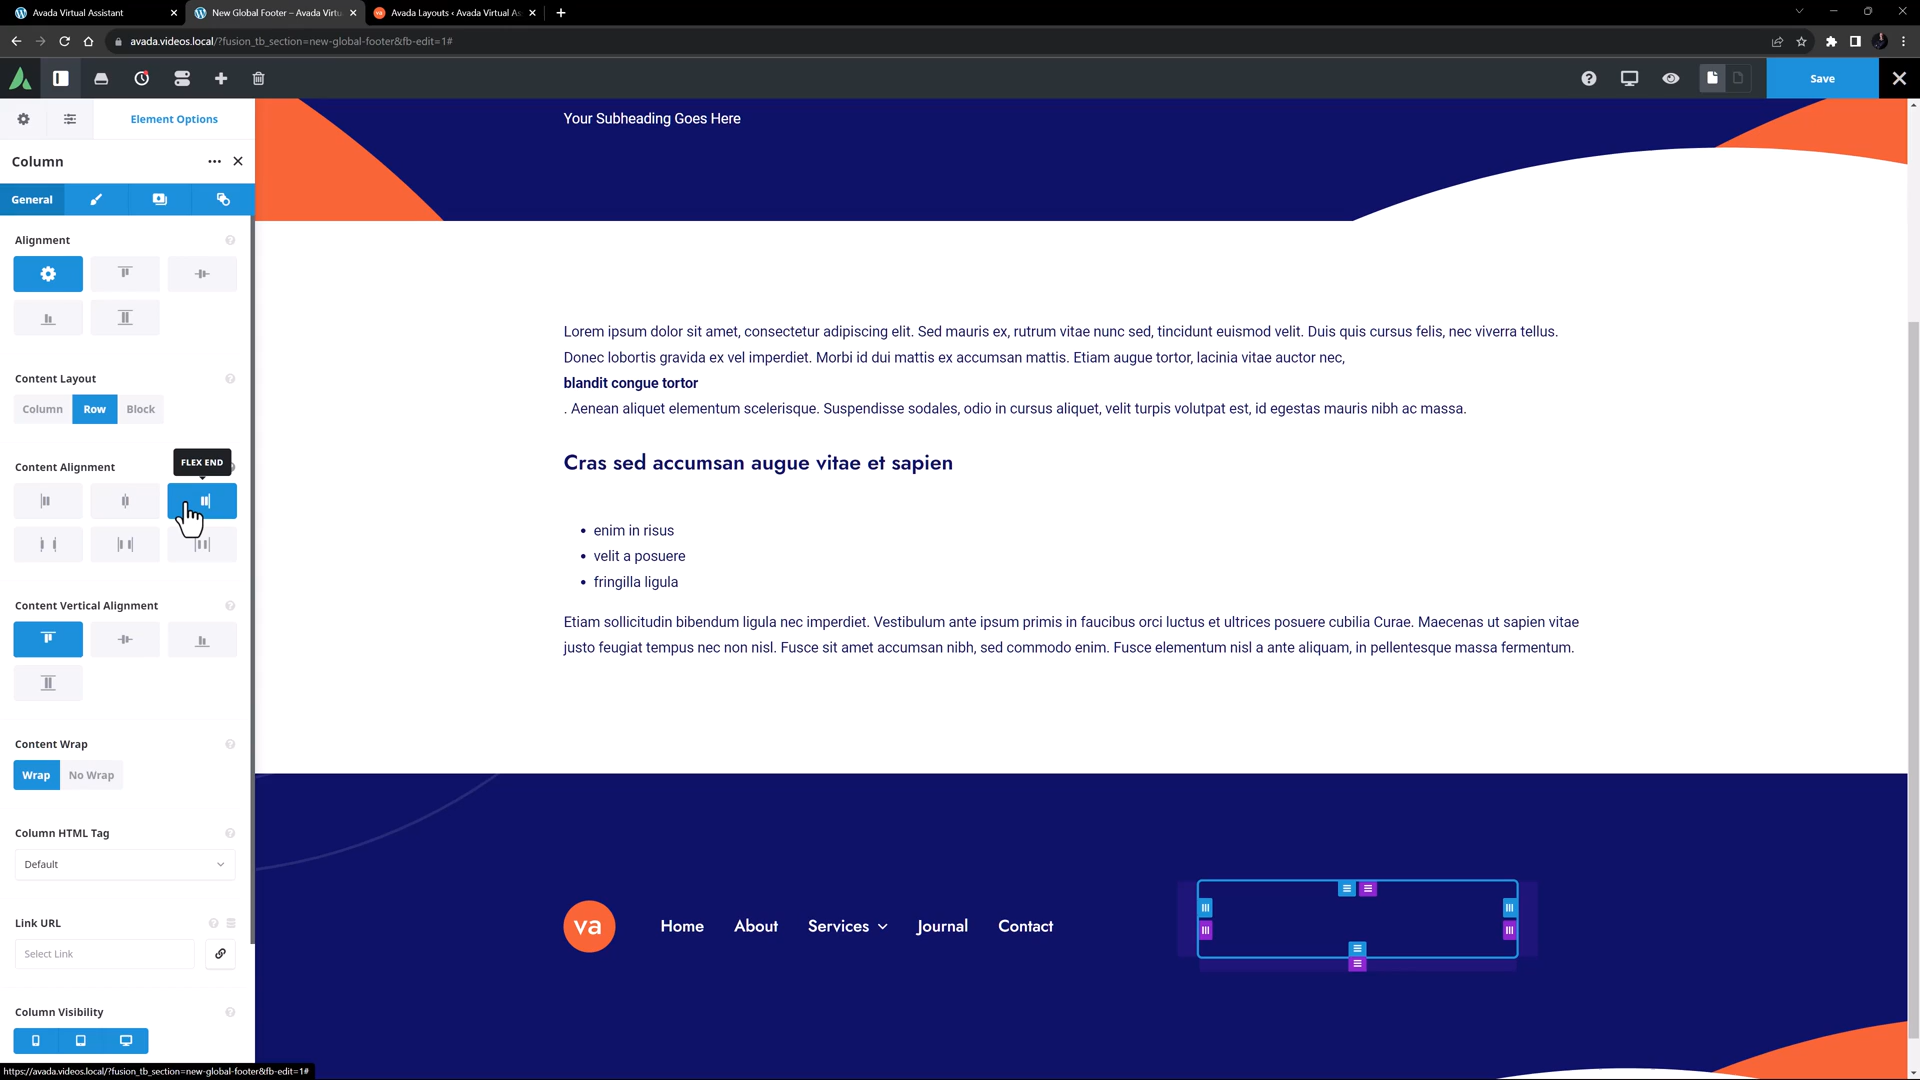 Avada Virtual Assistant
New Global Footer – Avada Virtu
Avada Layouts ‹ Avada Virtual As
avada.videos.local/?fusion_tb_section=new-global-footer&fb-edit=1#
Save
Element Options
Column
General
Alignment
Content Layout
Column
Row
Block
Content Alignment
FLEX END
Content Vertical Alignment
Content Wrap
Wrap
No Wrap
Column HTML Tag
Default
Link URL
Select Link
Column Visibility
https://avada.videos.local/?fusion_tb_section=new-global-footer&fb-edit=1#
Your Subheading Goes Here
Lorem ipsum dolor sit amet, consectetur adipiscing elit. Sed mauris ex, rutrum vitae nunc sed, tincidunt euismod velit. Duis quis cursus felis, nec viverra tellus.
Donec lobortis gravida ex vel imperdiet. Morbi id dui mattis ex accumsan mattis. Etiam augue tortor, lacinia vitae auctor nec,
blandit congue tortor
. Aenean aliquet elementum scelerisque. Suspendisse sodales, odio in cursus aliquet, velit turpis volutpat est, id egestas mauris nibh ac massa.
Cras sed accumsan augue vitae et sapien
• enim in risus
• velit a posuere
• fringilla ligula
Etiam sollicitudin bibendum ligula nec imperdiet. Vestibulum ante ipsum primis in faucibus orci luctus et ultrices posuere cubilia Curae. Maecenas ut sapien vitae
justo feugiat tempus nec non nisl. Fusce sit amet accumsan nibh, sed commodo enim. Fusce elementum nisl a ante aliquam, in pellentesque massa fermentum.
va
Home
About
Services
Journal
Contact